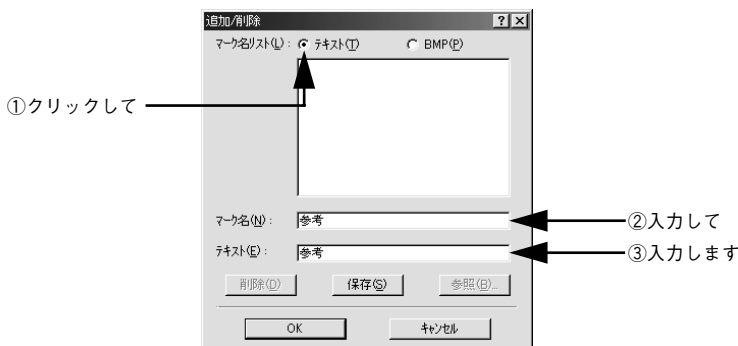 追加/削除
マーク名リスト(L): テキスト(T) BMP(P)
①クリックして
マーク名(N): 参考
②入力して
テキスト(E): 参考
③入力します
削除(D) 保存(S) 参照(B)...
OK キャンセル